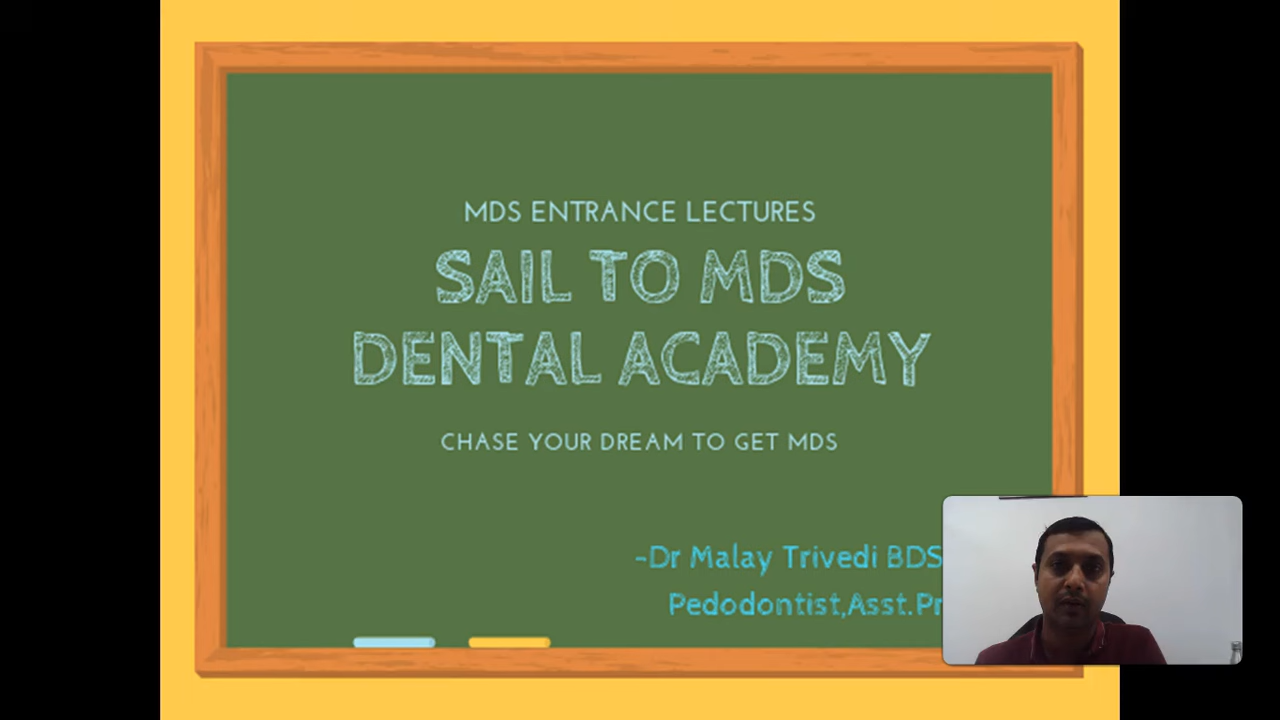 MDS ENTRANCE LECTURES
SAIL TO MDS
DENTAL ACADEMY
CHASE YOUR DREAM TO GET MDS
-Dr Malay Trivedi BDS
Pedodontist,Asst.Pr